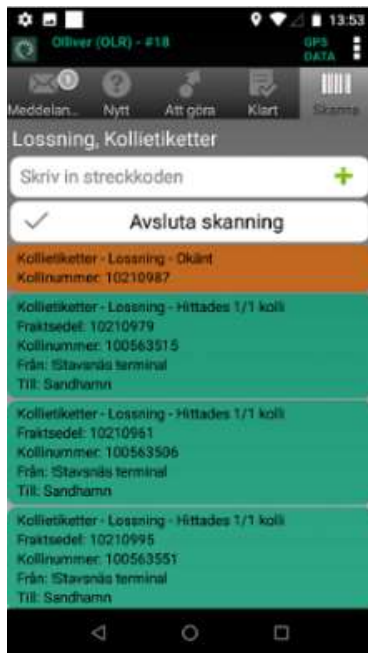 13:53
Olliver (OLR) - #18
GPS
DATA
1
Meddelan...
Nytt
Att göra
Klart
Skanna
Lossning, Kollietiketter
Skriv in streckkoden
Avsluta skanning
Kollietiketter - Lossning - Okänt
Kollinummer: 10210987
Kollietiketter - Lossning - Hittades 1/1 kolli
Fraktsedel: 10210979
Kollinummer: 100563515
Från: !Stavsnäs terminal
Till: Sandhamn
Kollietiketter - Lossning - Hittades 1/1 kolli
Fraktsedel: 10210961
Kollinummer: 100563506
Från: !Stavsnäs terminal
Till: Sandhamn
Kollietiketter - Lossning - Hittades 1/1 kolli
Fraktsedel: 10210995
Kollinummer: 100563551
Från: !Stavsnäs terminal
Till: Sandhamn